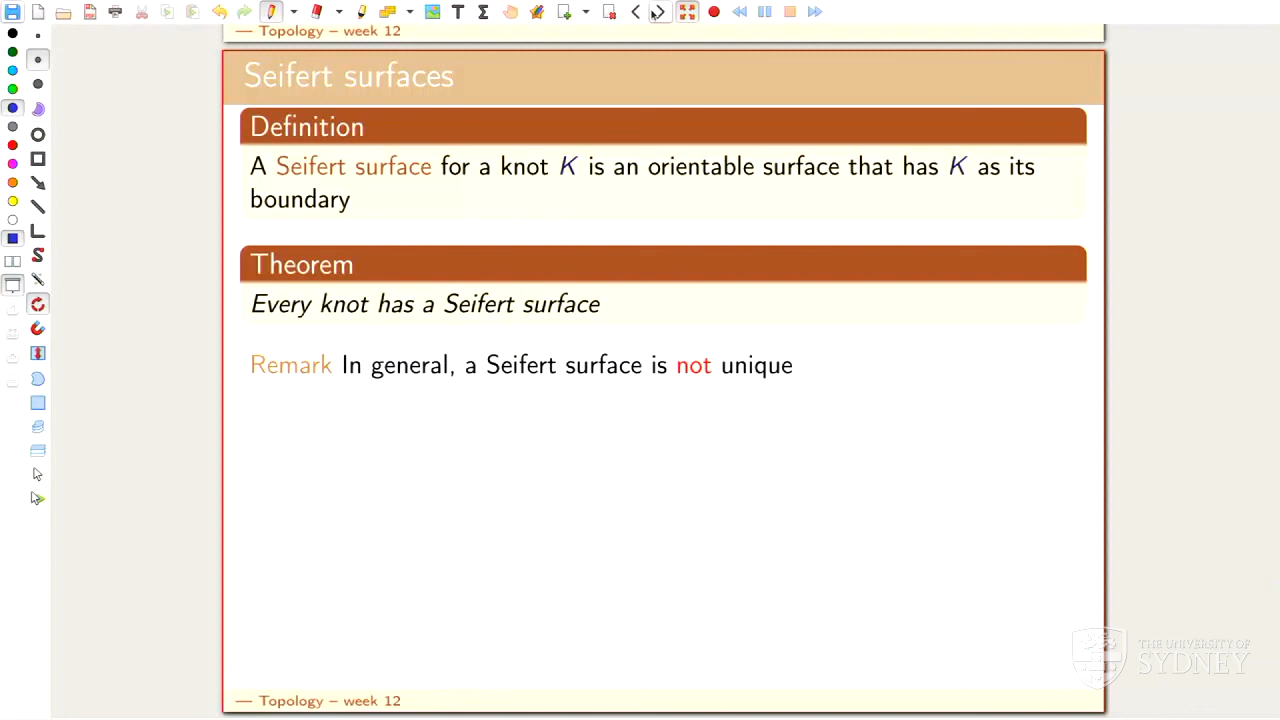 — Topology – week 12
Seifert surfaces
Definition
A Seifert surface for a knot K is an orientable surface that has K as its
boundary
Theorem
Every knot has a Seifert surface
Remark In general, a Seifert surface is not unique
THE UNIVERSITY OF
SYDNEY
— Topology – week 12